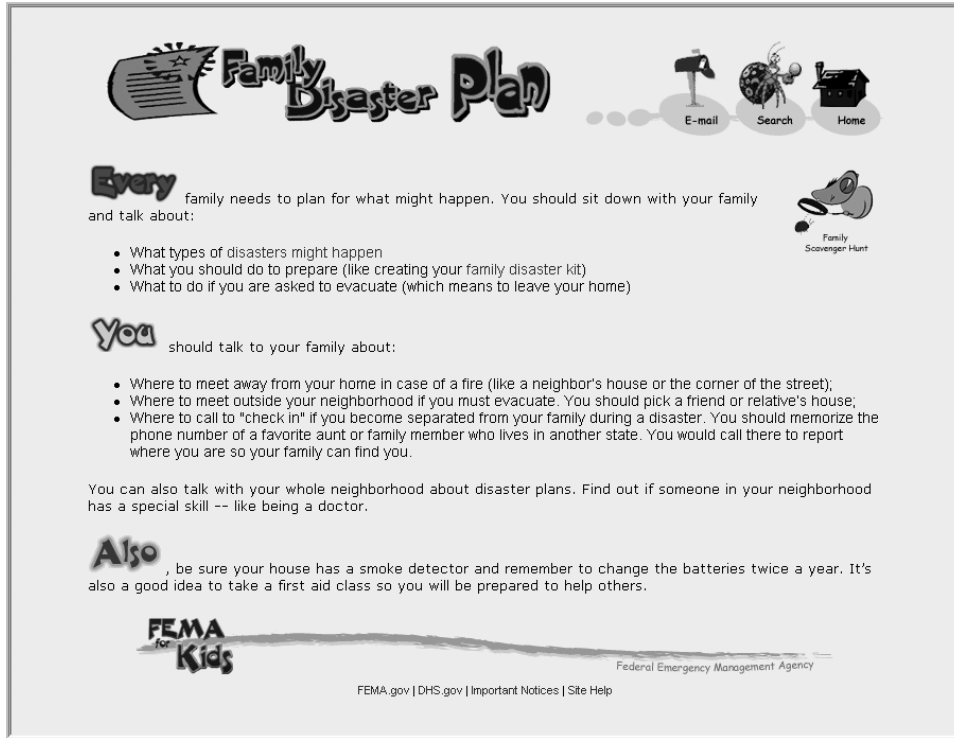 Family Disaster Plan
E-mail Search Home
Every family needs to plan for what might happen. You should sit down with your family
and talk about:
Family
Scavenger Hunt
• What types of disasters might happen
• What you should do to prepare (like creating your family disaster kit)
• What to do if you are asked to evacuate (which means to leave your home)
You should talk to your family about:
• Where to meet away from your home in case of a fire (like a neighbor's house or the corner of the street);
• Where to meet outside your neighborhood if you must evacuate. You should pick a friend or relative's house;
• Where to call to "check in" if you become separated from your family during a disaster. You should memorize the
phone number of a favorite aunt or family member who lives in another state. You would call there to report
where you are so your family can find you.
You can also talk with your whole neighborhood about disaster plans. Find out if someone in your neighborhood
has a special skill -- like being a doctor.
Also, be sure your house has a smoke detector and remember to change the batteries twice a year. It's
also a good idea to take a first aid class so you will be prepared to help others.
FEMA
for
Kids
Federal Emergency Management Agency
FEMA.gov | DHS.gov | Important Notices | Site Help